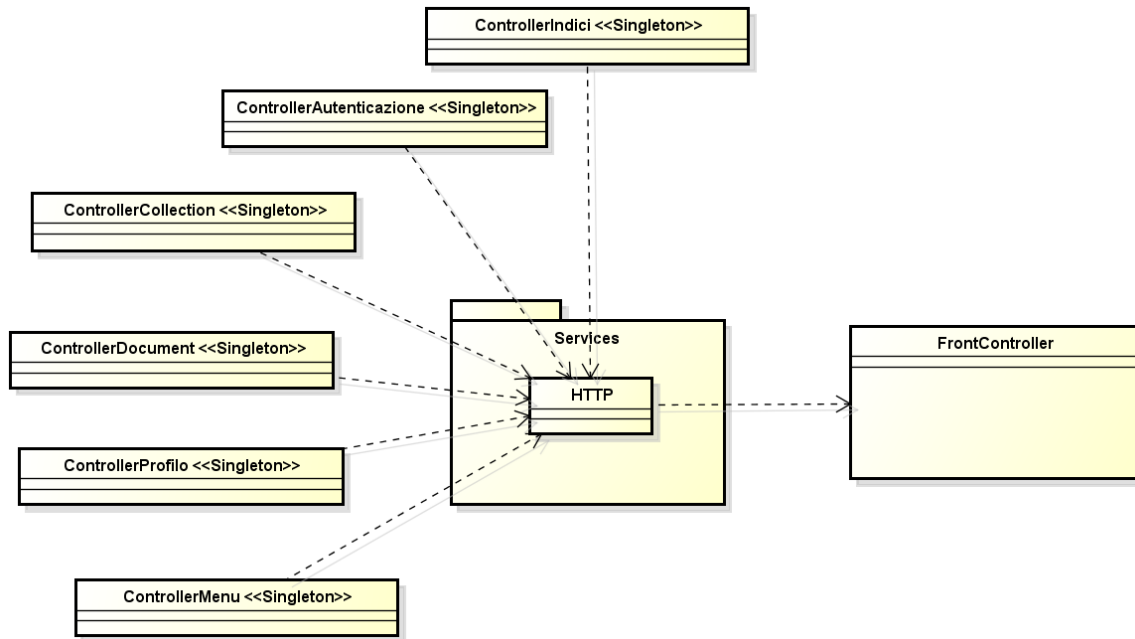 ControllerIndici <<Singleton>>
ControllerAutenticazione <<Singleton>>
ControllerCollection <<Singleton>>
ControllerDocument <<Singleton>>
ControllerProfilo <<Singleton>>
ControllerMenu <<Singleton>>
Services
HTTP
FrontController